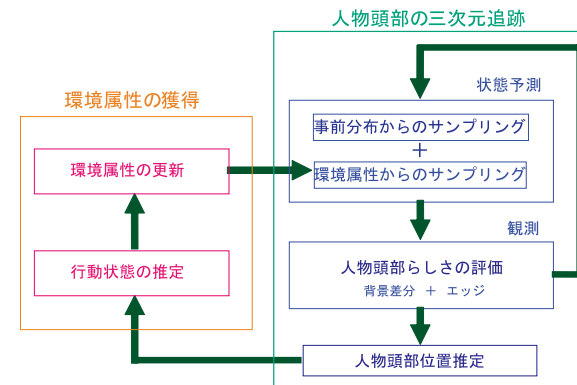 人物頭部の三次元追跡
環境属性の獲得
状態予測
事前分布からのサンプリング
+
環境属性からのサンプリング
環境属性の更新
観測
人物頭部らしさの評価
背景差分 + エッジ
行動状態の推定
人物頭部位置推定